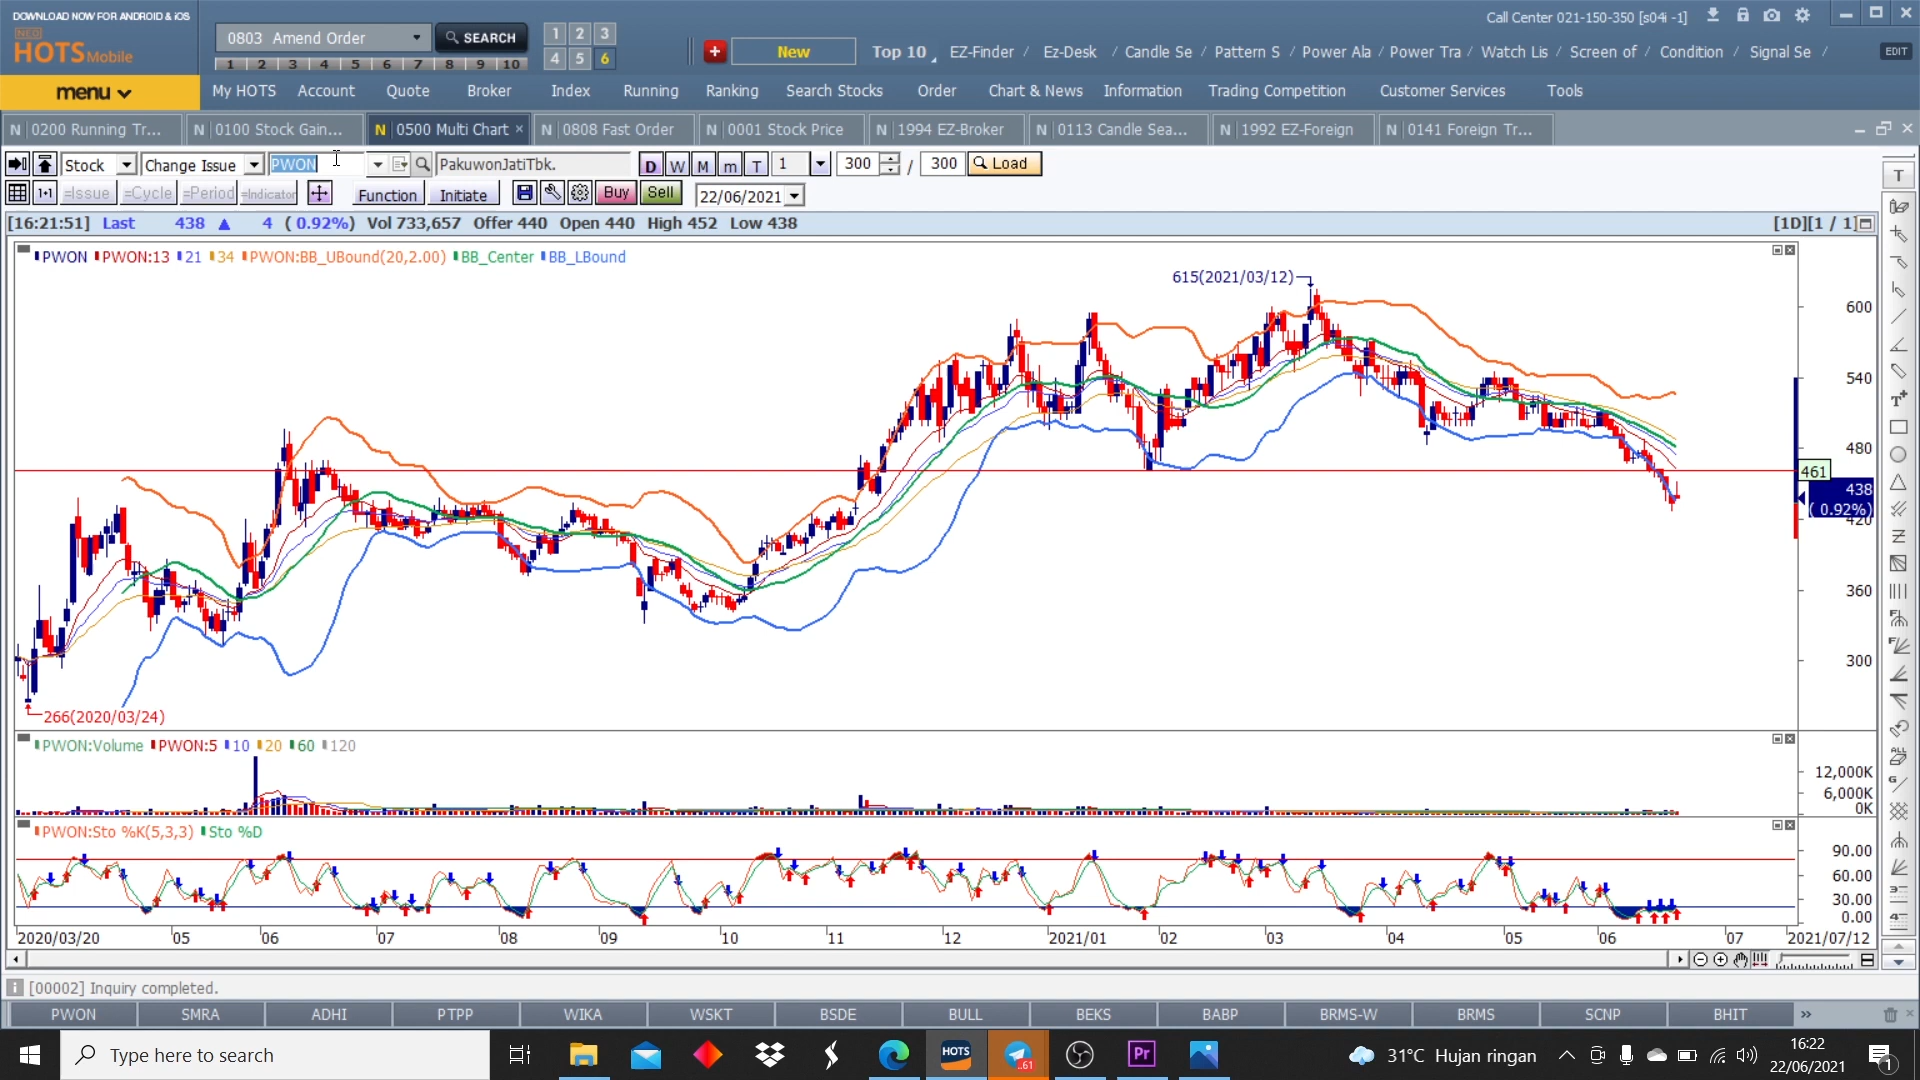 DOWNLOAD NOW FOR ANDROID & iOS
NEO
HOTS Mobile
0803 Amend Order
SEARCH
1 2 3 4 5 6 7 8 9 10
1 2 3
4 5 6
New
Top 10
EZ-Finder / Ez-Desk / Candle Se / Pattern S / Power Ala / Power Tra / Watch Lis / Screen of / Condition / Signal Se /
Call Center 021-150-350 [s04i -1]
EDIT
menu
My HOTS Account Quote Broker Index Running Ranking Search Stocks Order Chart & News Information Trading Competition Customer Services Tools
N 0200 Running Tr...
N 0100 Stock Gain...
N 0500 Multi Chart ×
N 0808 Fast Order
N 0001 Stock Price
N 1994 EZ-Broker
N 0113 Candle Sea...
N 1992 EZ-Foreign
N 0141 Foreign Tr...
Stock Change Issue PWON PakuwonJatiTbk. D W M m T 1 300 / 300 Load
1•1 =Issue =Cycle =Period =Indicator Function Initiate Buy Sell 22/06/2021
[16:21:51] Last 438 ▲ 4 ( 0.92%) Vol 733,657 Offer 440 Open 440 High 452 Low 438
[1D][1 / 1]
PWON PWON:13 21 34 PWON:BB_UBound(20,2.00) BB_Center BB_LBound
615(2021/03/12)
266(2020/03/24)
600
540
480
461
438
( 0.92%)
420
360
300
PWON:Volume PWON:5 10 20 60 120
12,000K
6,000K
0K
PWON:Sto %K(5,3,3) Sto %D
90.00
60.00
30.00
0.00
2020/03/20 05 06 07 08 09 10 11 12 2021/01 02 03 04 05 06 07 2021/07/12
[00002] Inquiry completed.
PWON SMRA ADHI PTPP WIKA WSKT BSDE BULL BEKS BABP BRMS-W BRMS SCNP BHIT »
Type here to search
HOTS
61
Pr
31°C Hujan ringan
16:22
22/06/2021
1